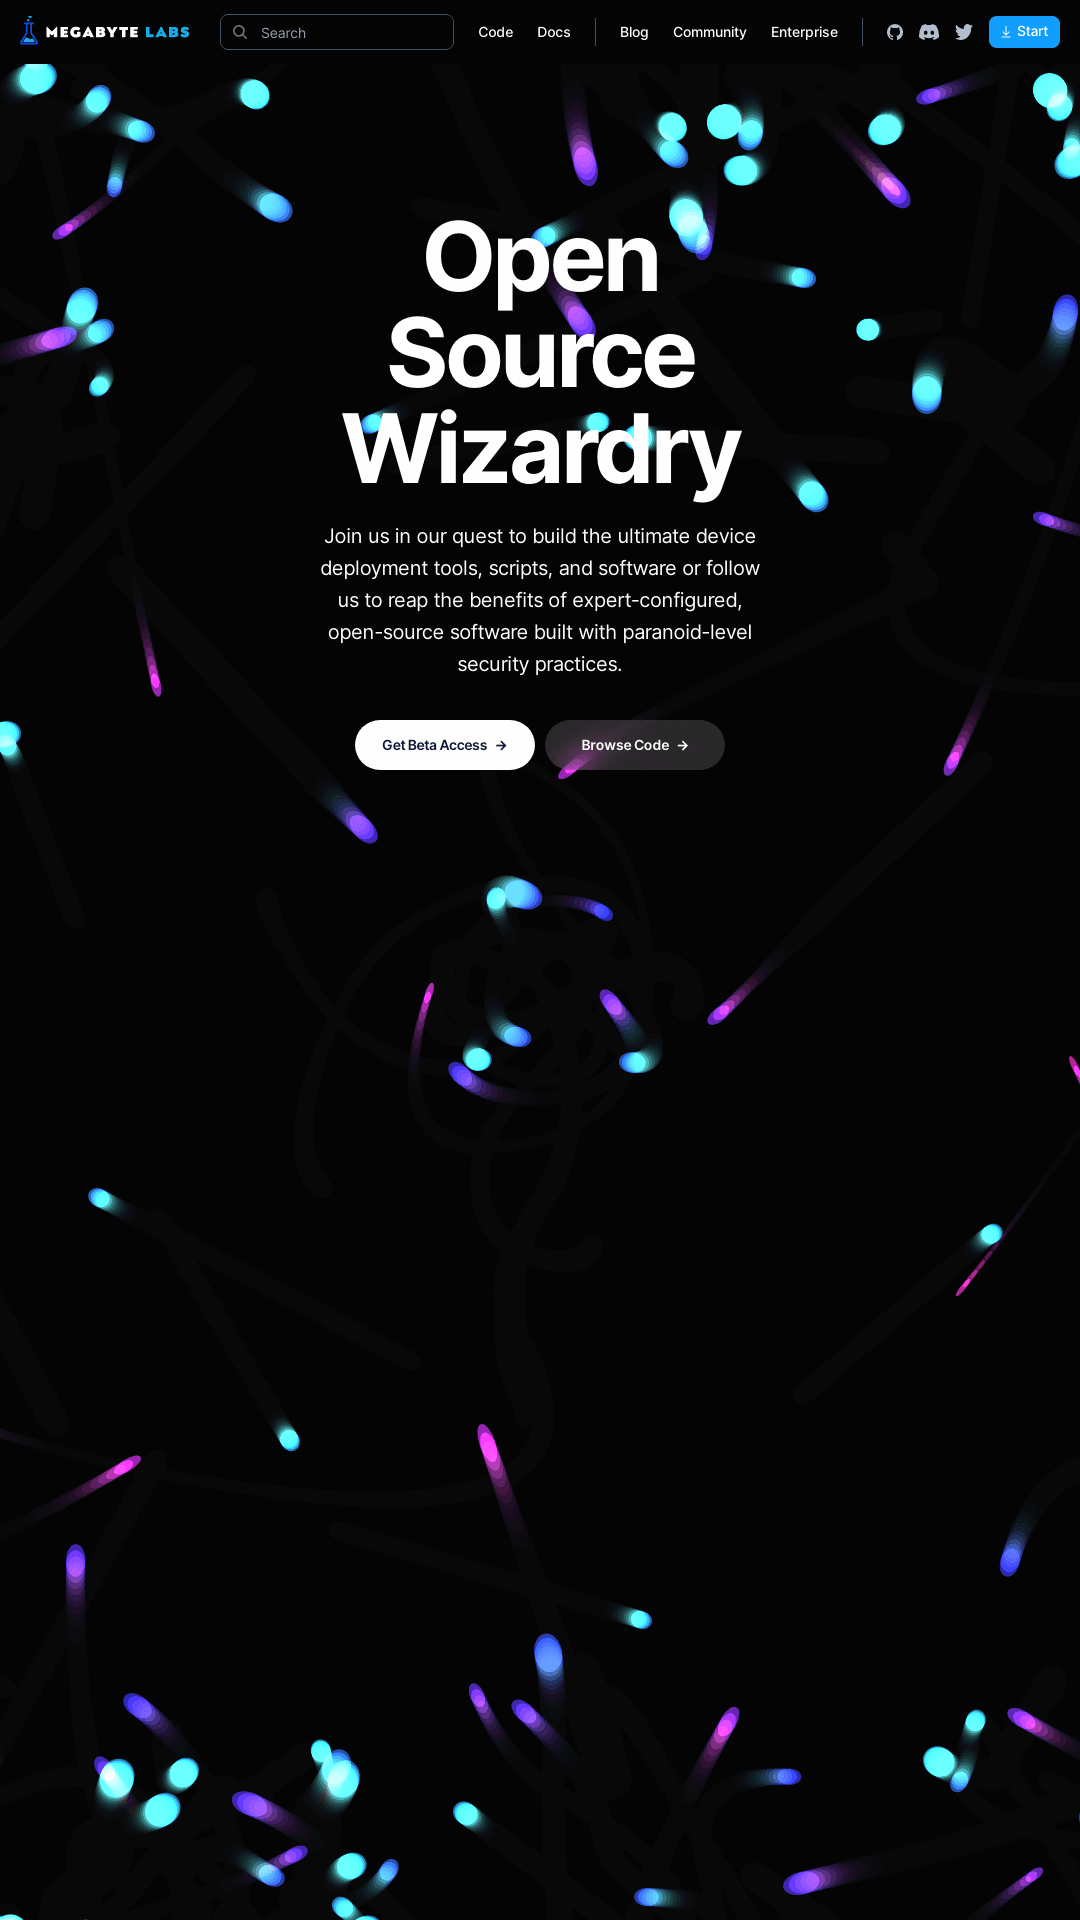 MEGABYTE LABS
Search
Code
Docs
Blog
Community
Enterprise
Start
Open
Source
Wizardry
Join us in our quest to build the ultimate device
deployment tools, scripts, and software or follow
us to reap the benefits of expert-configured,
open-source software built with paranoid-level
security practices.
Get Beta Access →
Browse Code →